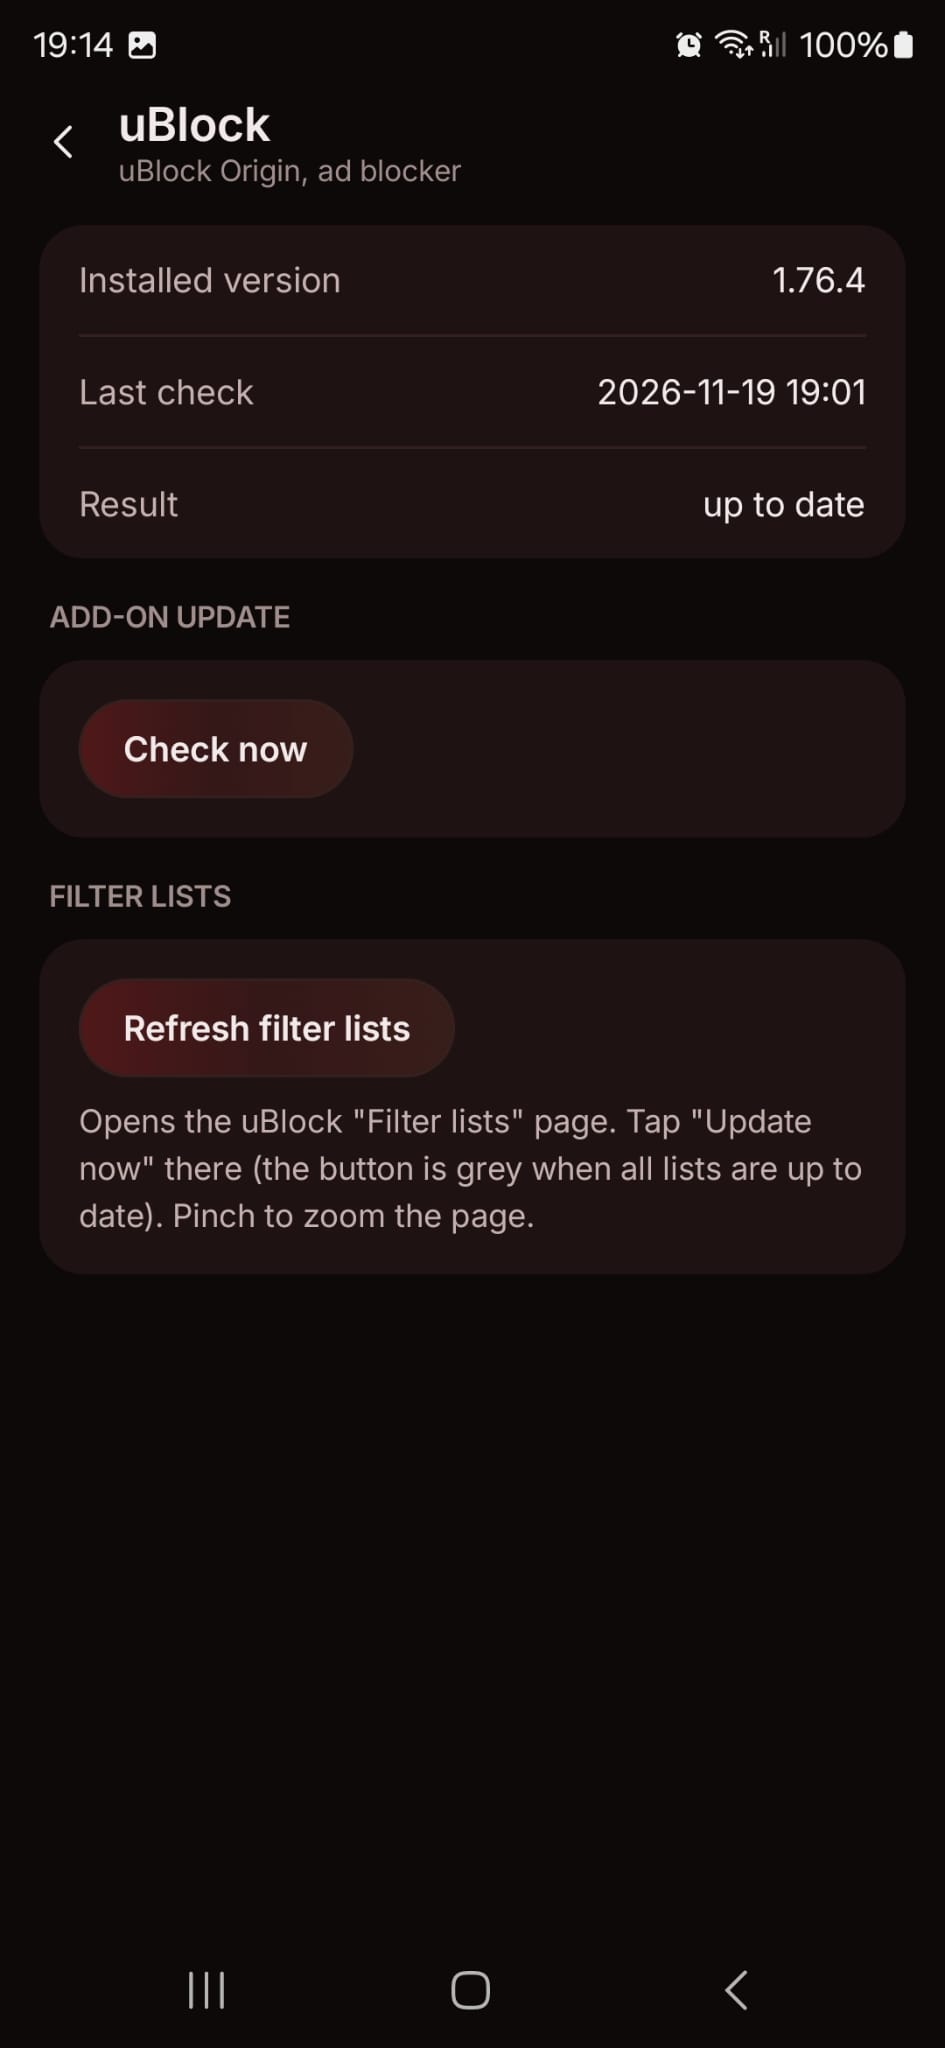 19:14
R
100%
uBlock
uBlock Origin, ad blocker
Installed version 1.76.4
Last check 2026-11-19 19:01
Result up to date
ADD-ON UPDATE
Check now
FILTER LISTS
Refresh filter lists
Opens the uBlock "Filter lists" page. Tap "Update
now" there (the button is grey when all lists are up to
date). Pinch to zoom the page.